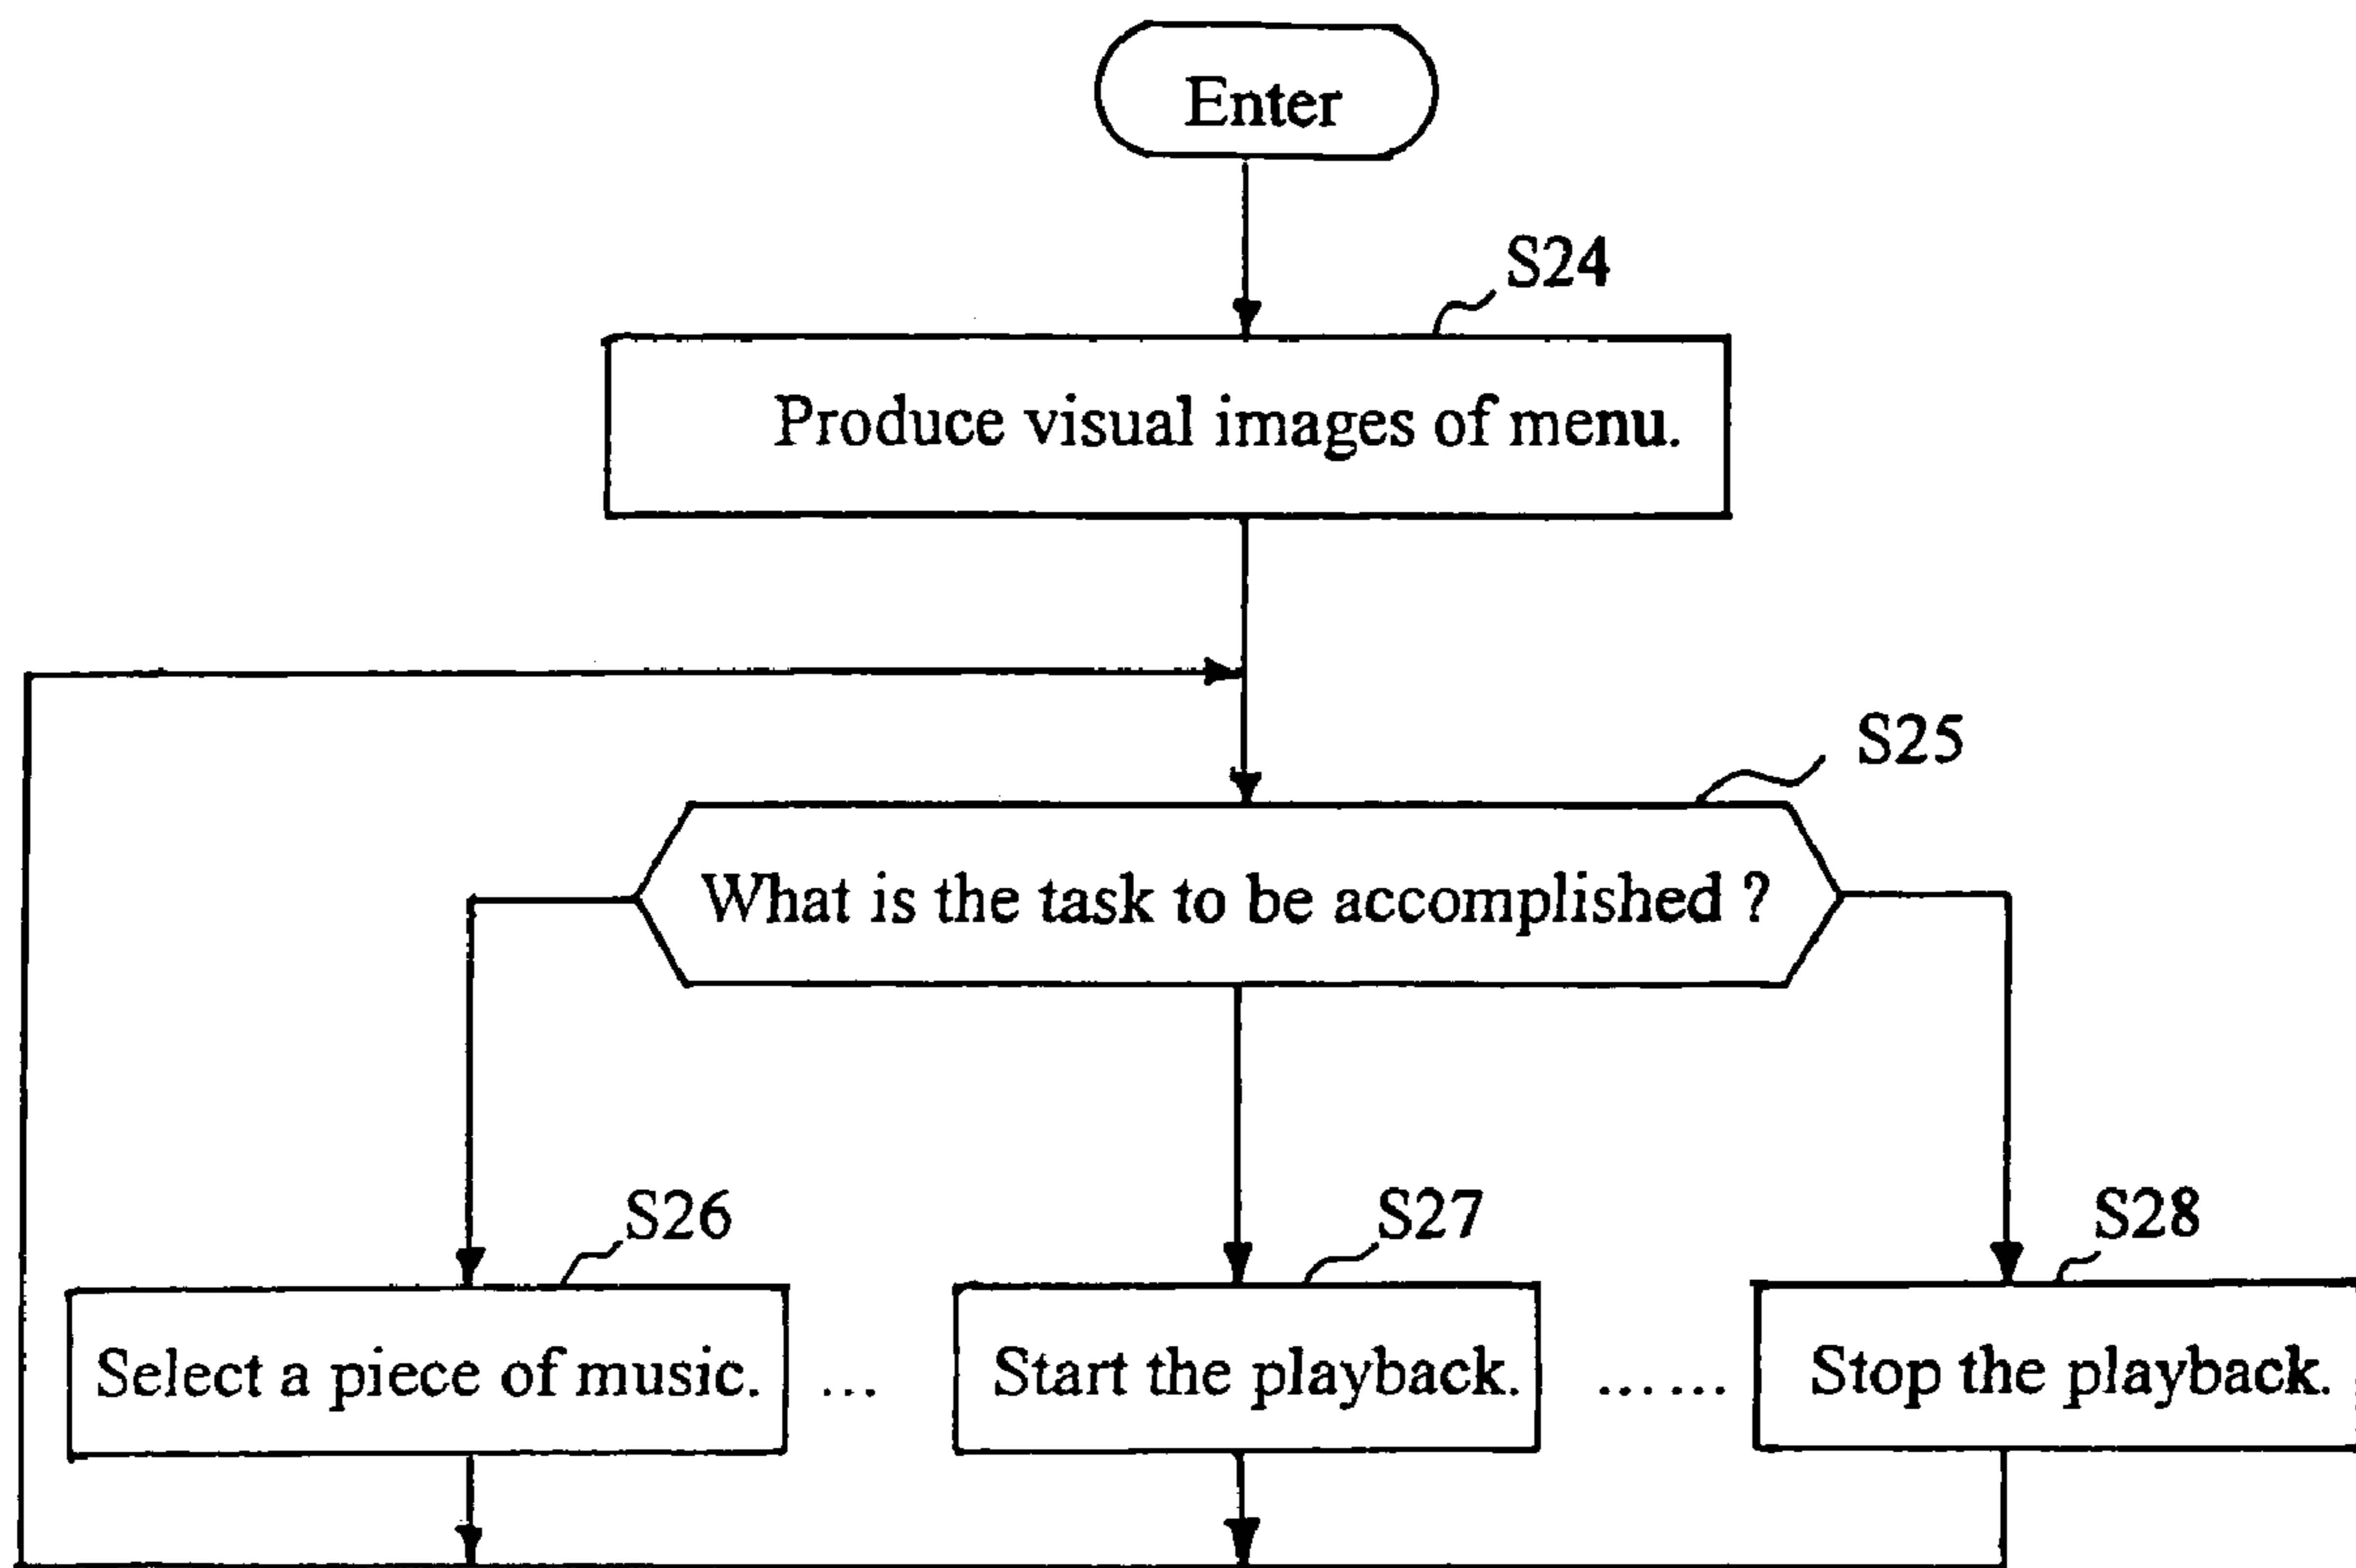 Enter
S24
Produce visual images of menu.
S25
What is the task to be accomplished ?
S26
S27
S28
Select a piece of music.
...
Start the playback.
......
Stop the playback.